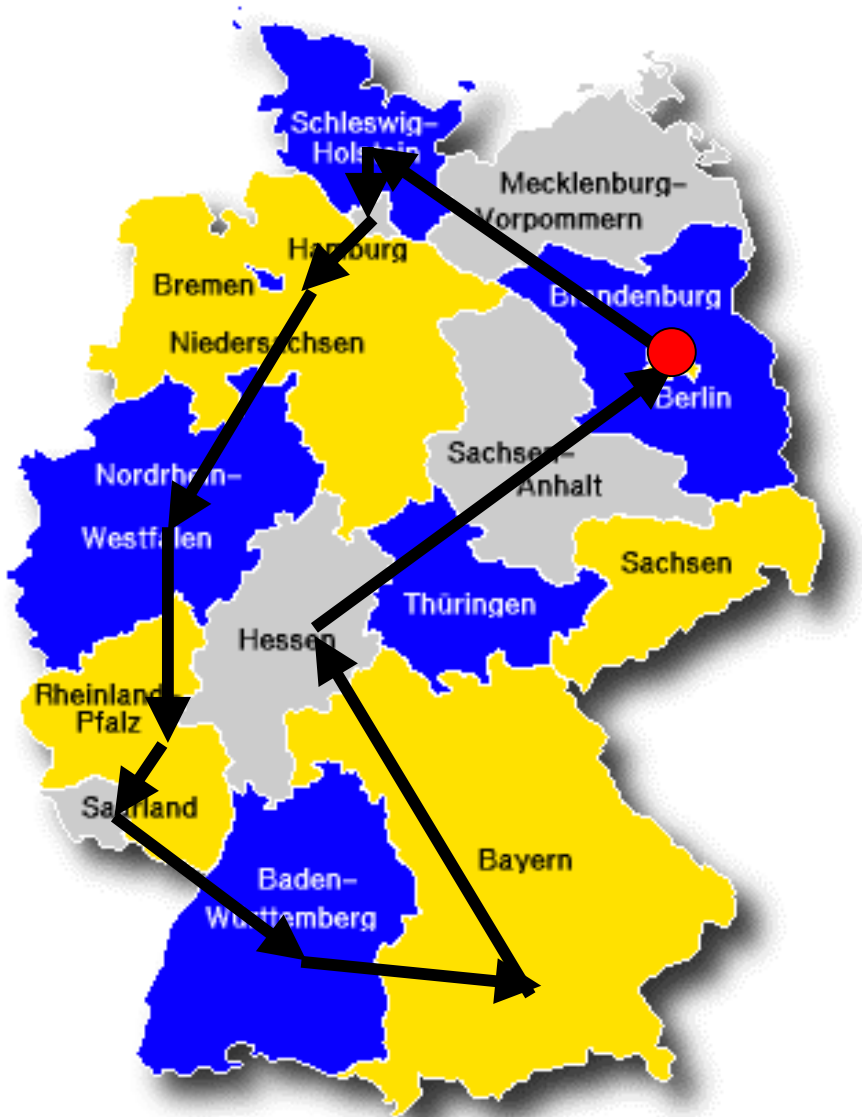 Schleswig-
Holstein
Mecklenburg-
Vorpommern
Hamburg
Bremen
Brandenburg
Niedersachsen
Berlin
Sachsen-
Anhalt
Nordrhein-
Westfalen
Sachsen
Thüringen
Hessen
Rheinland-
Pfalz
Saarland
Bayern
Baden-
Württemberg